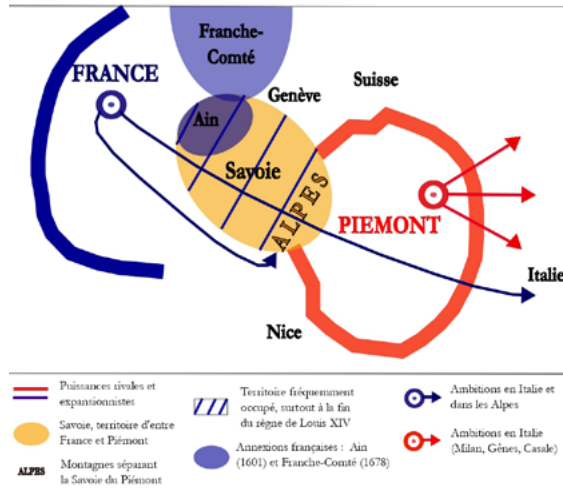 Franche-
Comté
FRANCE
Suisse
Genève
Ain
Savoie
ALPES
PIEMONT
Italie
Nice
Puissances rivales et
expansionnistes
Savoie, territoire d'entre
France et Piémont
ALPES Montagnes séparant
la Savoie du Piémont
Territoire fréquemment
occupé, surtout à la fin
du règne de Louis XIV
Annexions françaises : Ain
(1601) et Franche-Comté (1678)
Ambitions en Italie et
dans les Alpes
Ambitions en Italie
(Milan, Gênes, Casale)